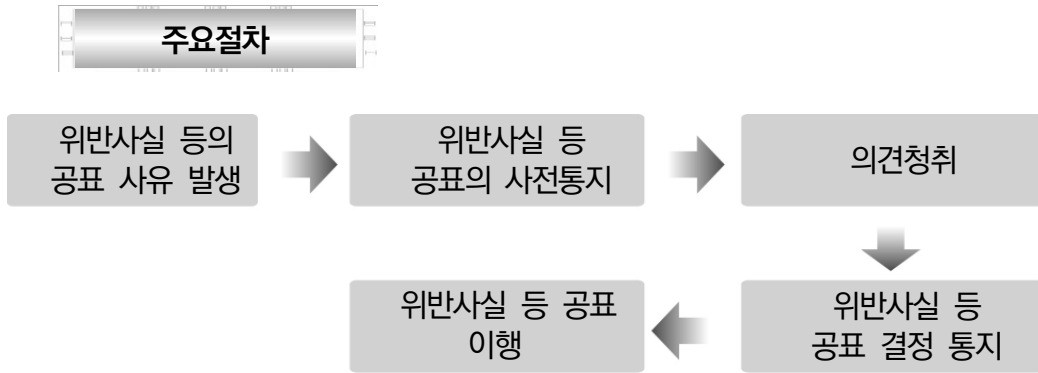 주요절차
위반사실 등의
공표 사유 발생
위반사실 등
공표의 사전통지
의견청취
위반사실 등 공표
이행
위반사실 등
공표 결정 통지